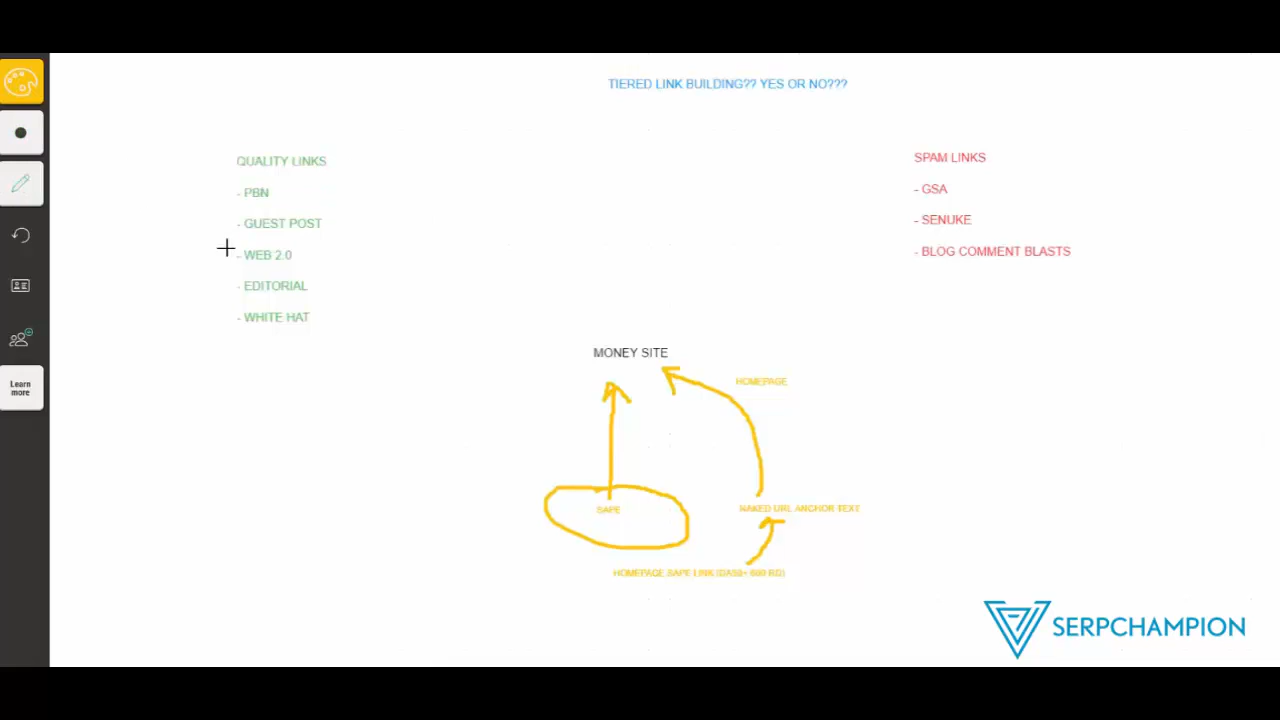 TIERED LINK BUILDING?? YES OR NO???
QUALITY LINKS
- PBN
- GUEST POST
- WEB 2.0
- EDITORIAL
- WHITE HAT
SPAM LINKS
- GSA
- SENUKE
- BLOG COMMENT BLASTS
MONEY SITE
HOMEPAGE
SAPE
NAKED URL ANCHOR TEXT
HOMEPAGE SAPE LINK
Learn more
SERPCHAMPION